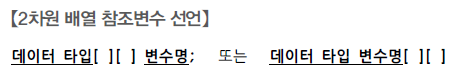 【2차원 배열 참조변수 선언】
데이터 타입[ ][ ] 변수명; 또는 데이터 타입 변수명[ ][ ]